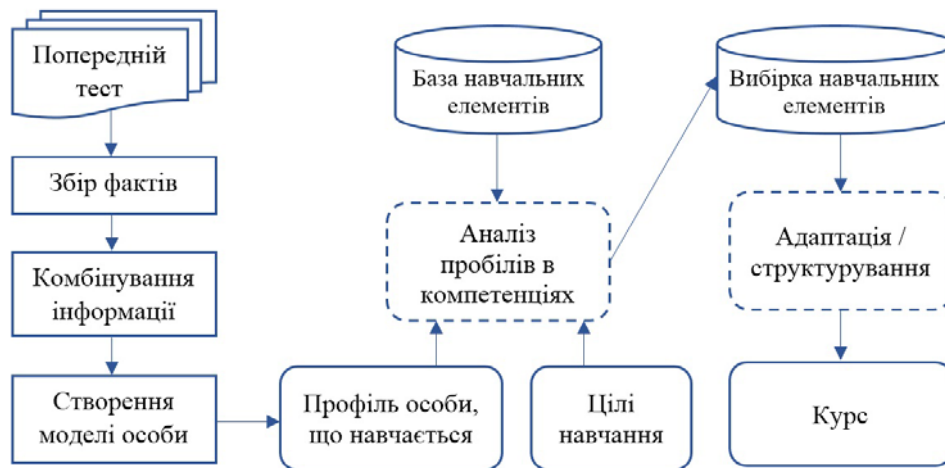 Попередній
тест
Збір фактів
Комбінування
інформації
Створення
моделі особи
База навчальних
елементів
Аналіз
пробілів в
компетенціях
Профіль особи,
що навчається
Цілі
навчання
Вибірка навчальних
елементів
Адаптація /
структурування
Курс